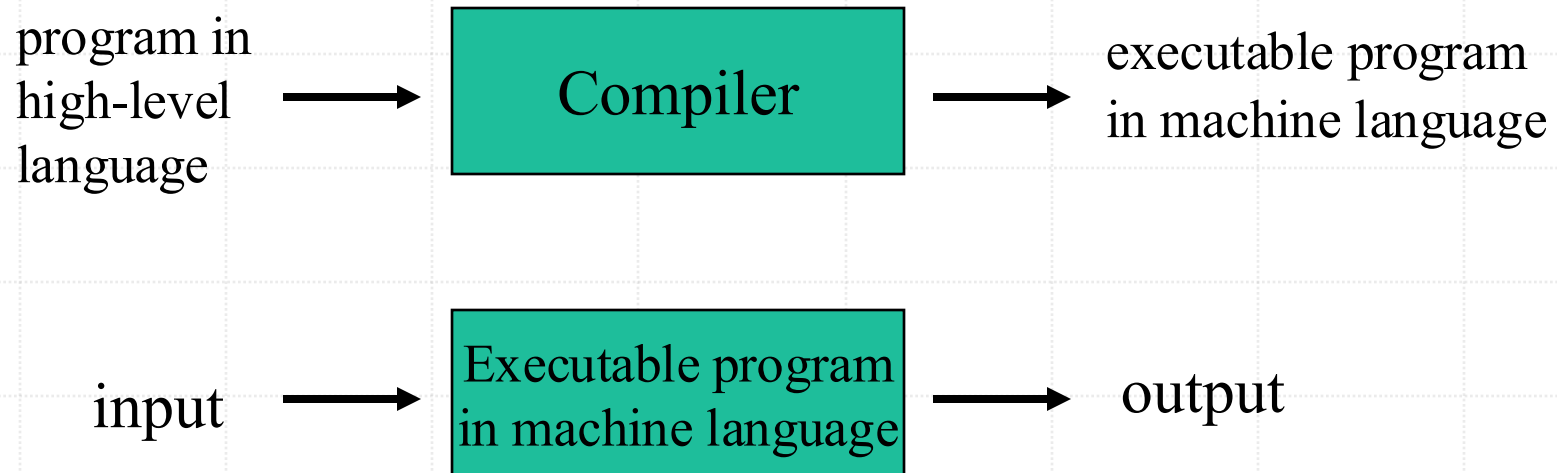 program in
high-level
language
Compiler
executable program
in machine language
input
Executable program
in machine language
output